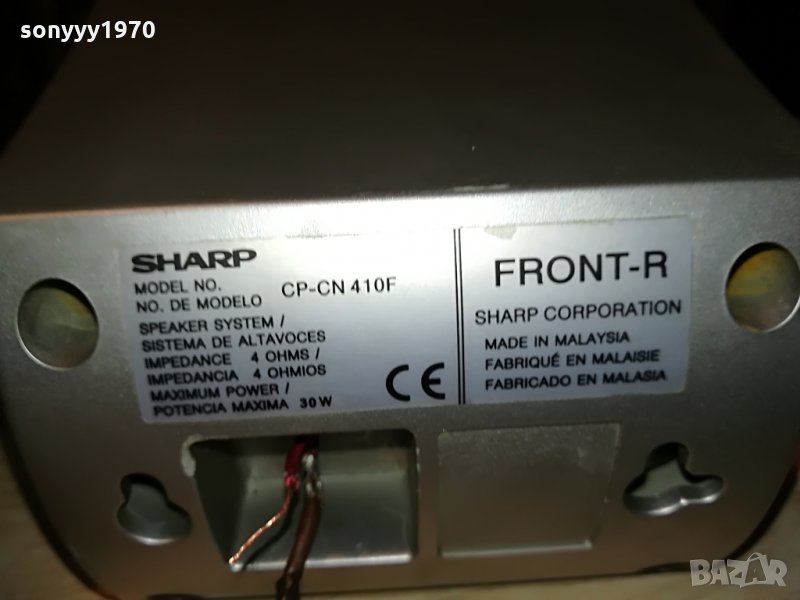 sonyyy1970
SHARP
MODEL NO.
NO. DE MODELO CP-CN 410F
SPEAKER SYSTEM /
SISTEMA DE ALTAVOCES
IMPEDANCE 4 OHMS /
IMPEDANCIA 4 OHMIOS
MAXIMUM POWER /
POTENCIA MAXIMA 30 W
CE
FRONT-R
SHARP CORPORATION
MADE IN MALAYSIA
FABRIQUÉ EN MALAISIE
FABRICADO EN MALASIA
BAZAR